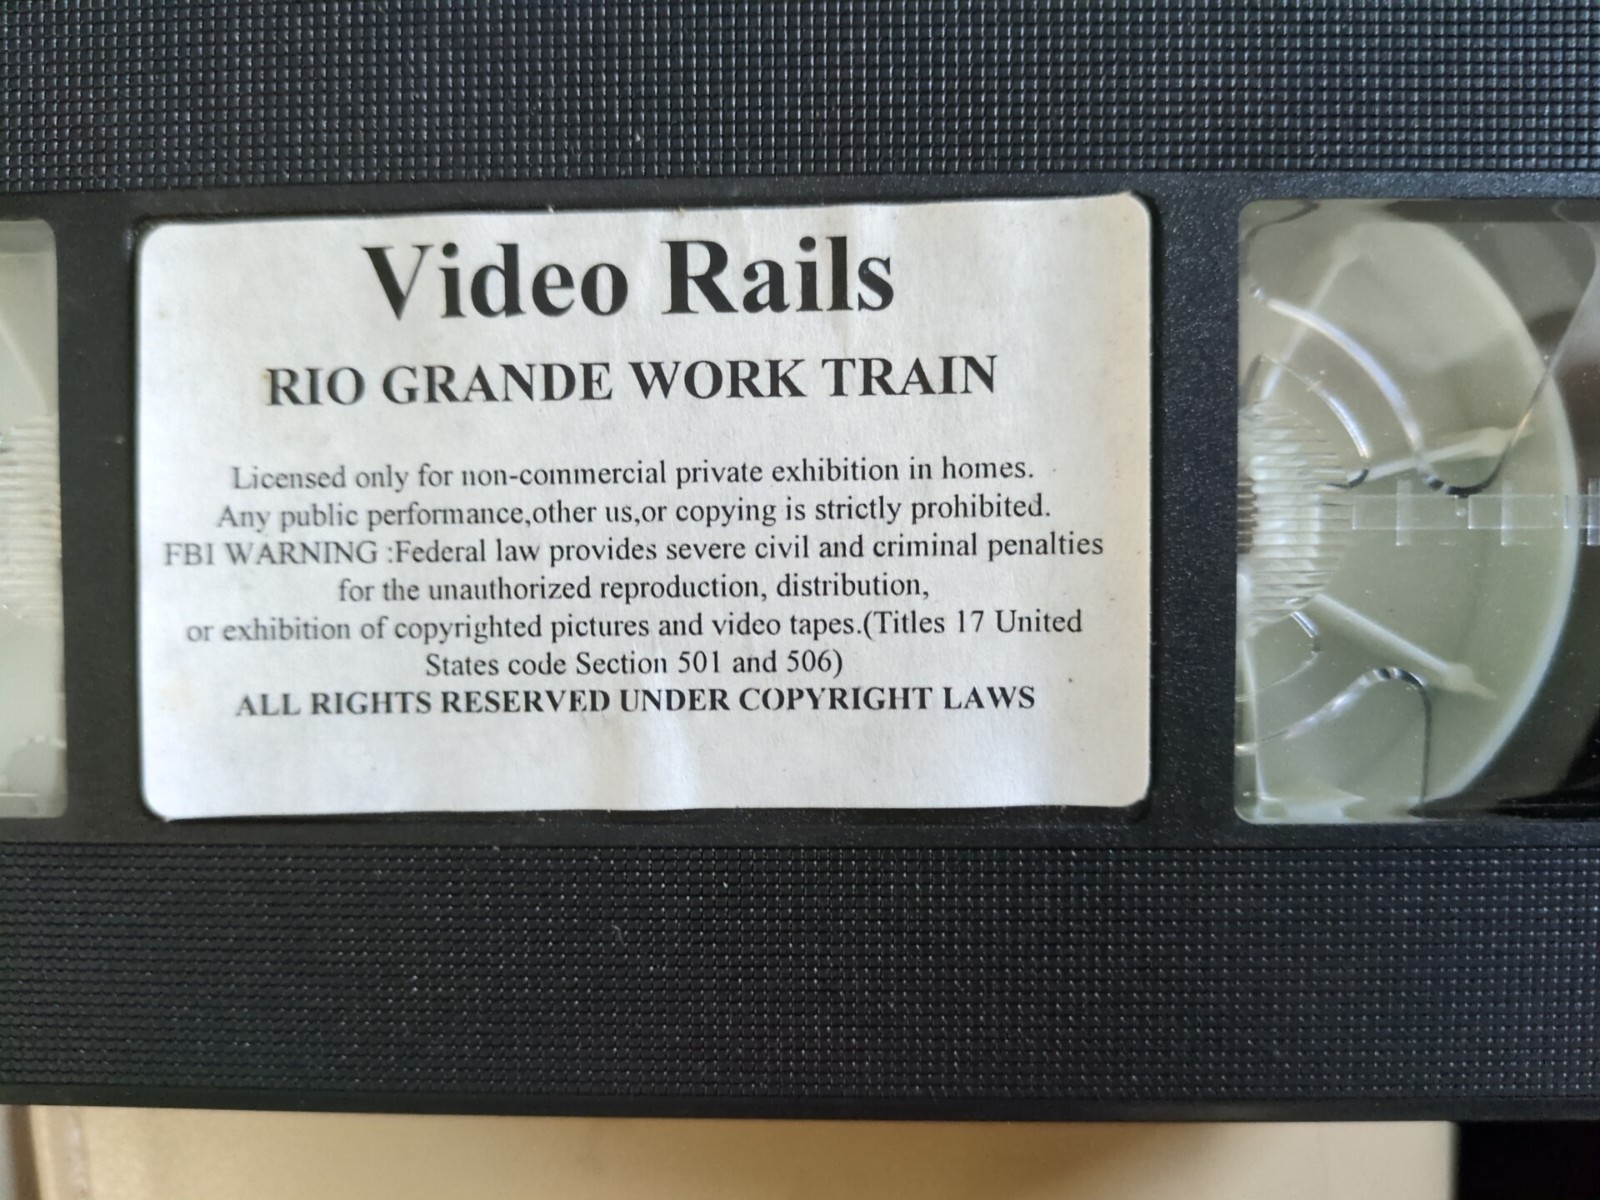 Video Rails
RIO GRANDE WORK TRAIN
Licensed only for non-commercial private exhibition in homes.
Any public performance,other us,or copying is strictly prohibited.
FBI WARNING :Federal law provides severe civil and criminal penalties
for the unauthorized reproduction, distribution,
or exhibition of copyrighted pictures and video tapes.(Titles 17 United
States code Section 501 and 506)
ALL RIGHTS RESERVED UNDER COPYRIGHT LAWS